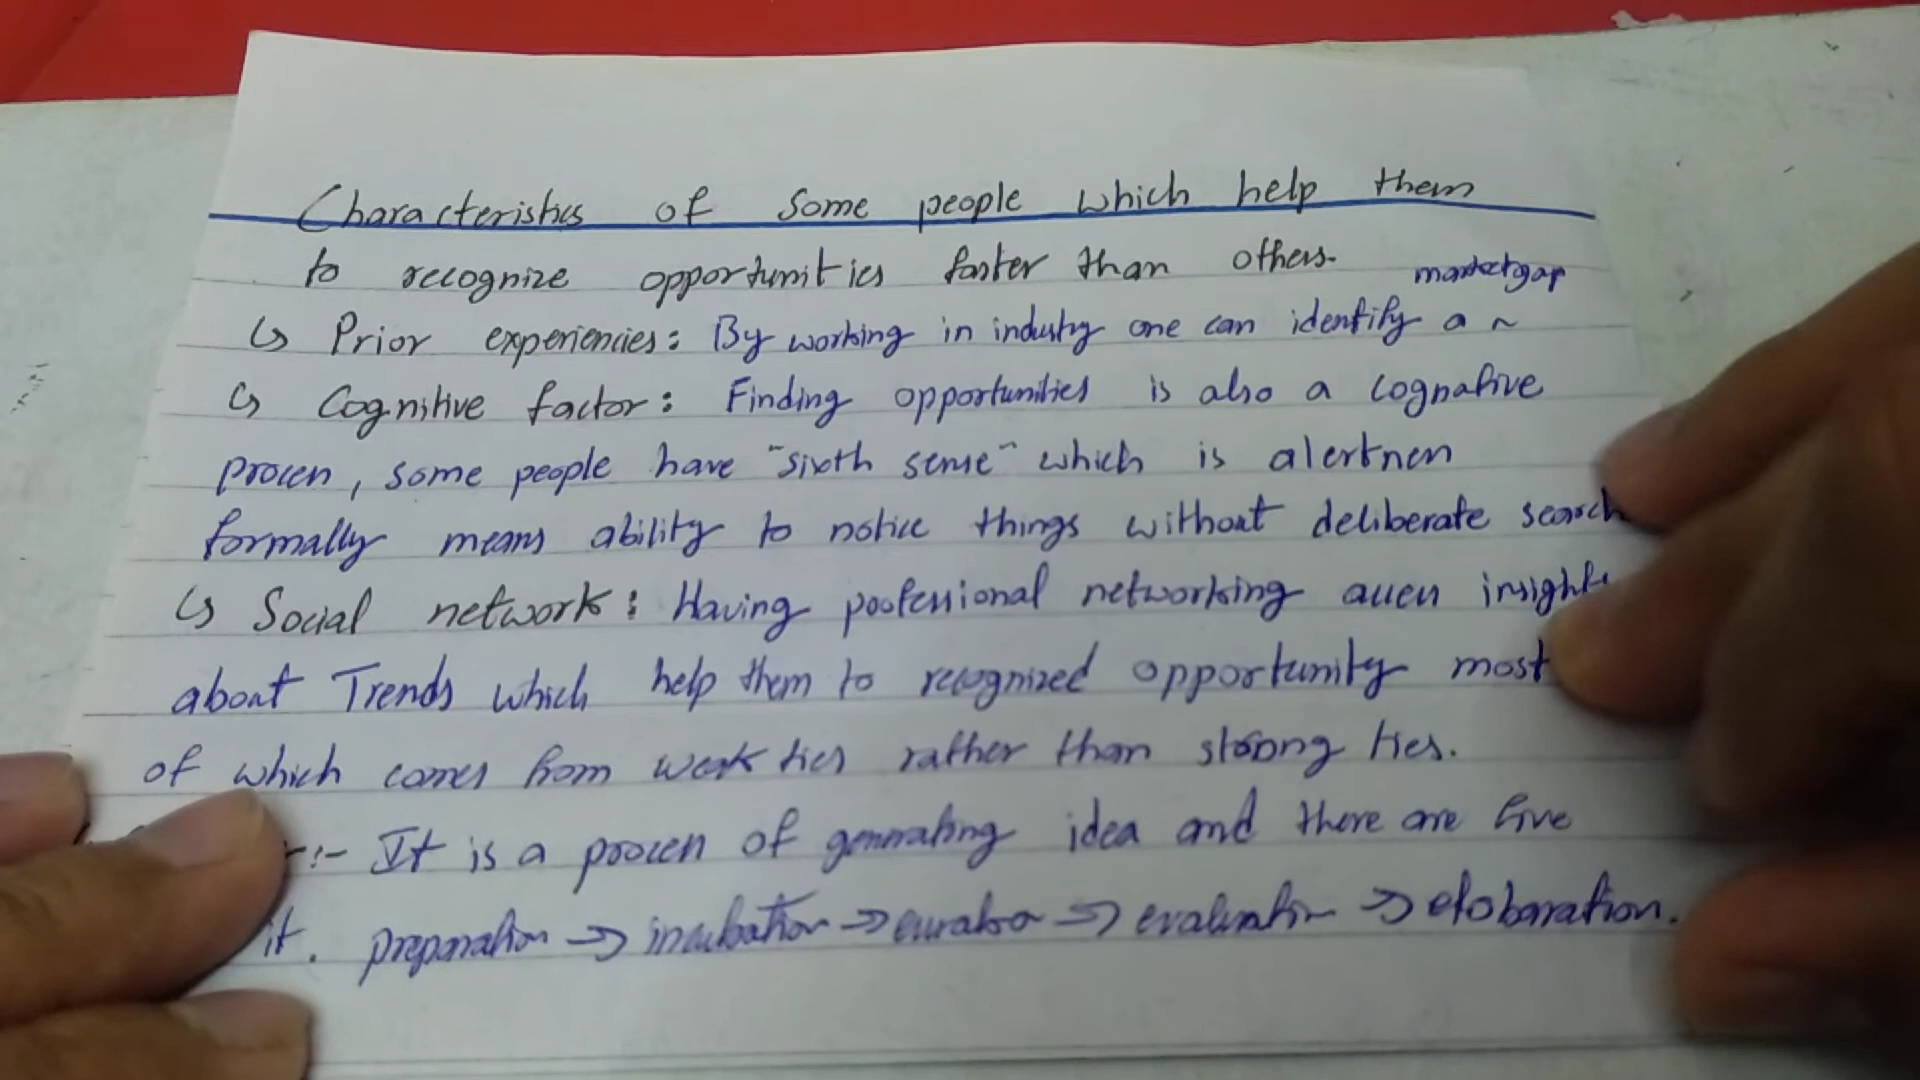 Characteristics of Some people which help them
to recognize opportunities faster than others.
market gap
↳ Prior experiencies: By working in industry one can identify a ~
↳ Cognitive factor: Finding opportunities is also a cognative
process, some people have "sixth sense" which is alertness
formally means ability to notice things without deliberate search
↳ Social network: Having professional networking access insights
about Trends which help them to recognized opportunity most
of which comes from weak ties rather than strong ties.
:- It is a process of generating idea and there are five
it. preparation → incubation → → evaluation → elobaration.